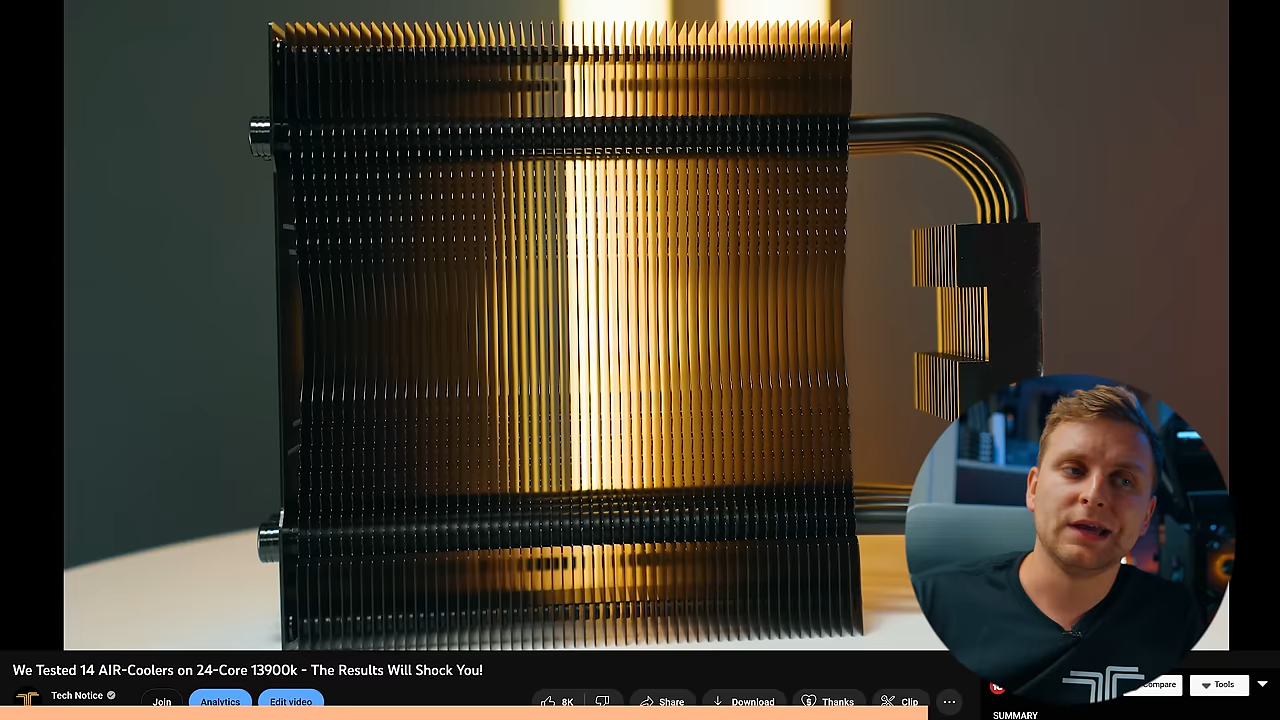 We Tested 14 AIR-Coolers on 24-Core 13900k - The Results Will Shock You!
Tech Notice
Join
Analytics
Edit video
8K
Share
Download
Thanks
Clip
...
Compare
Tools
SUMMARY